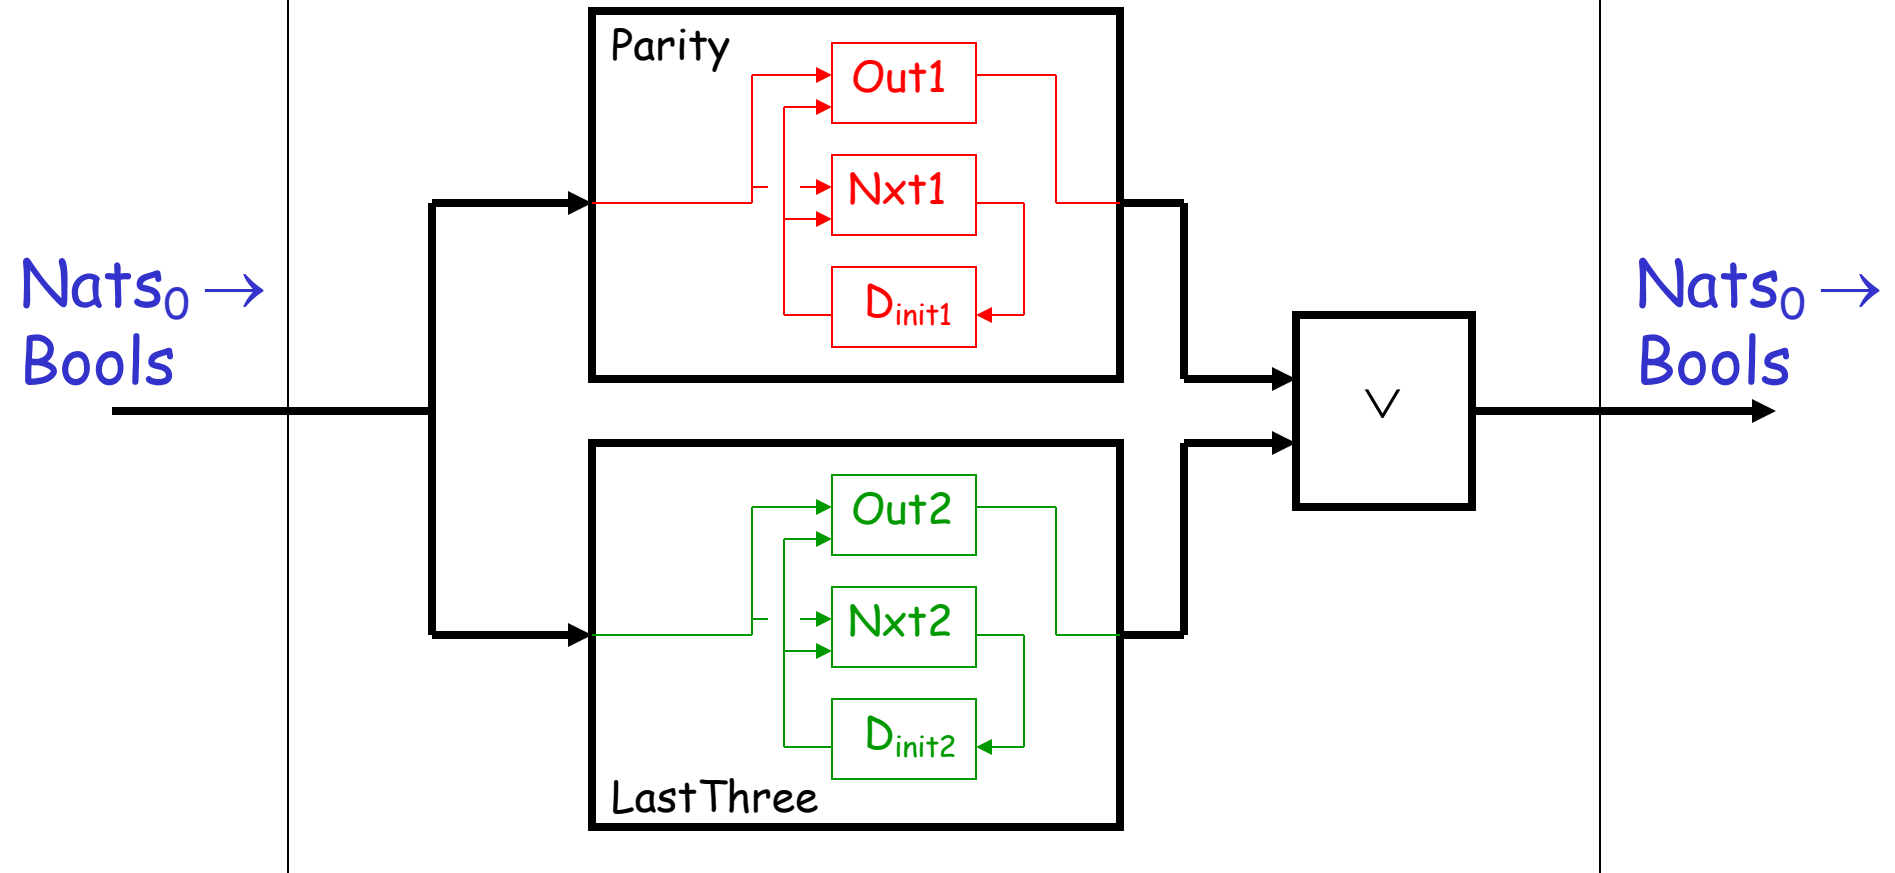 Parity
Out1
Nxt1
Dinit1
Nats0 →
Bools
Nats0 →
Bools
∨
Out2
Nxt2
Dinit2
LastThree